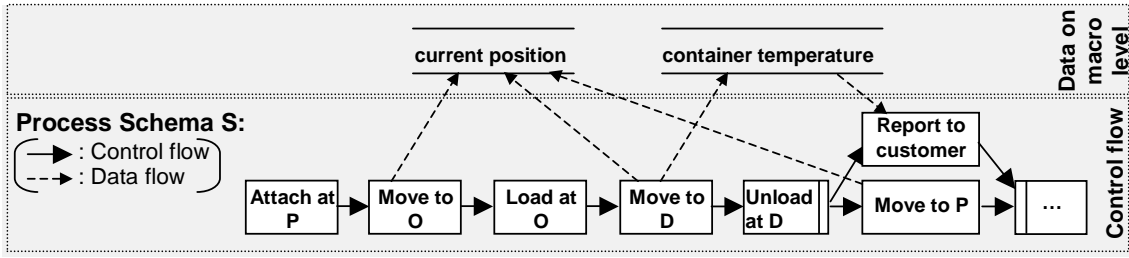 current position
container temperature
Data on
macro
level
Process Schema S:
: Control flow
: Data flow
Report to
customer
Attach at
P
Move to
O
Load at
O
Move to
D
Unload
at D
Move to P
...
Control flow